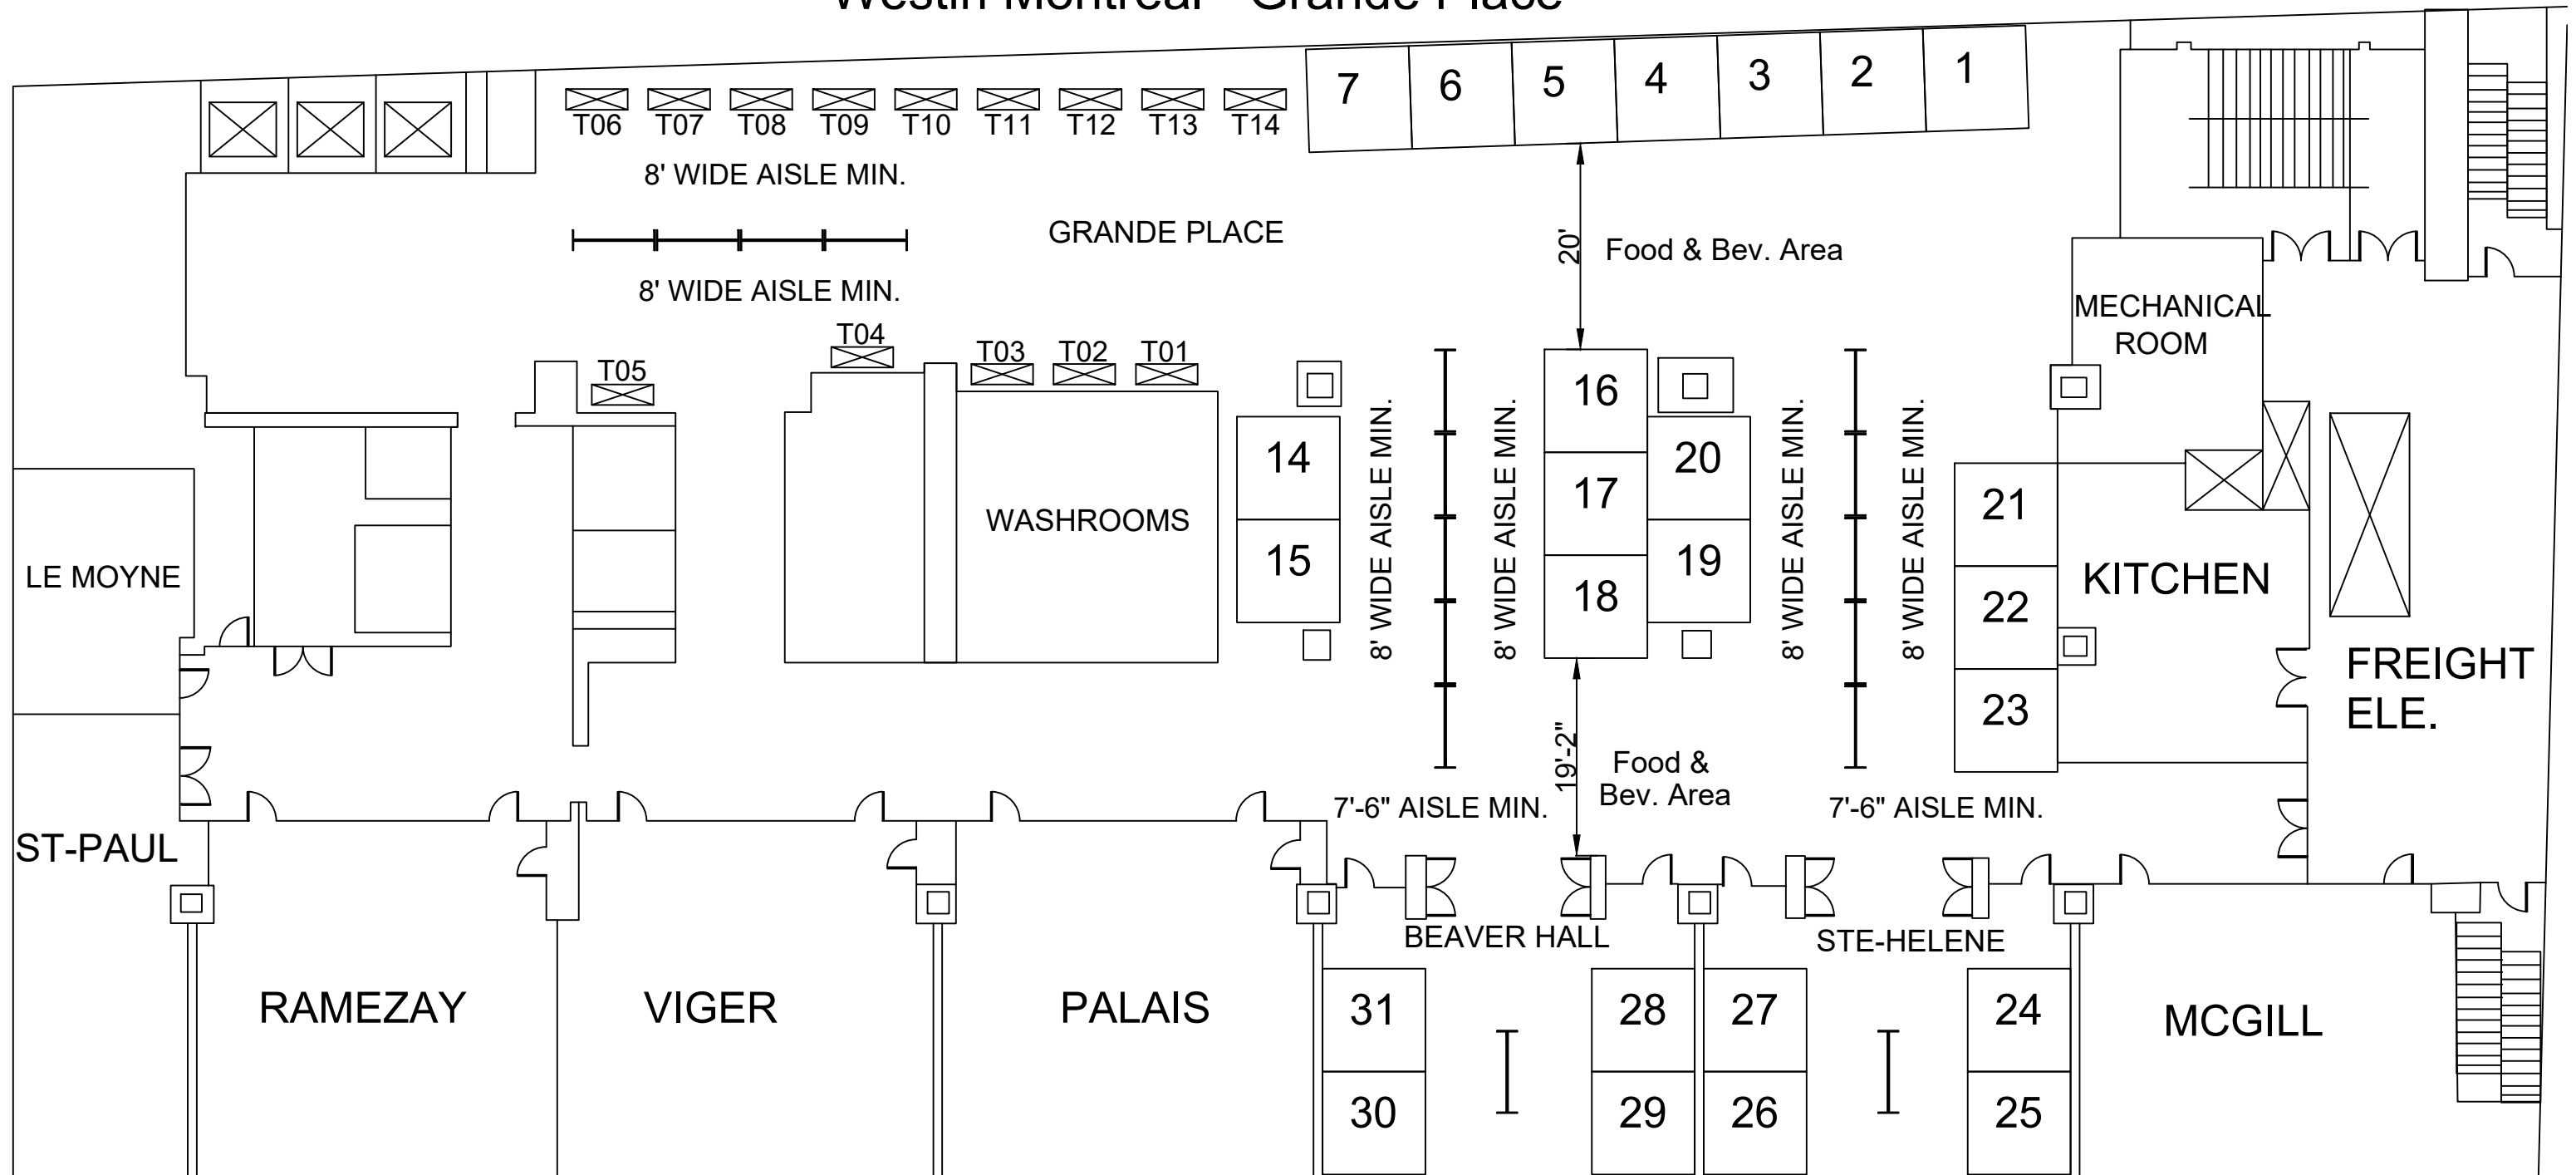 Westin Montreal - Grande Place
7 6 5 4 3 2 1
T06 T07 T08 T09 T10 T11 T12 T13 T14
8' WIDE AISLE MIN.
GRANDE PLACE
20'
Food & Bev. Area
8' WIDE AISLE MIN.
MECHANICAL
ROOM
T04
T03 T02 T01
T05
16
14
20
17
21
15
19
18
22
23
8' WIDE AISLE MIN.
8' WIDE AISLE MIN.
8' WIDE AISLE MIN.
8' WIDE AISLE MIN.
WASHROOMS
LE MOYNE
KITCHEN
FREIGHT
ELE.
19'-2"
Food &
Bev. Area
7'-6" AISLE MIN.
7'-6" AISLE MIN.
ST-PAUL
BEAVER HALL
STE-HELENE
RAMEZAY
VIGER
PALAIS
31
28
27
24
MCGILL
30
29
26
25